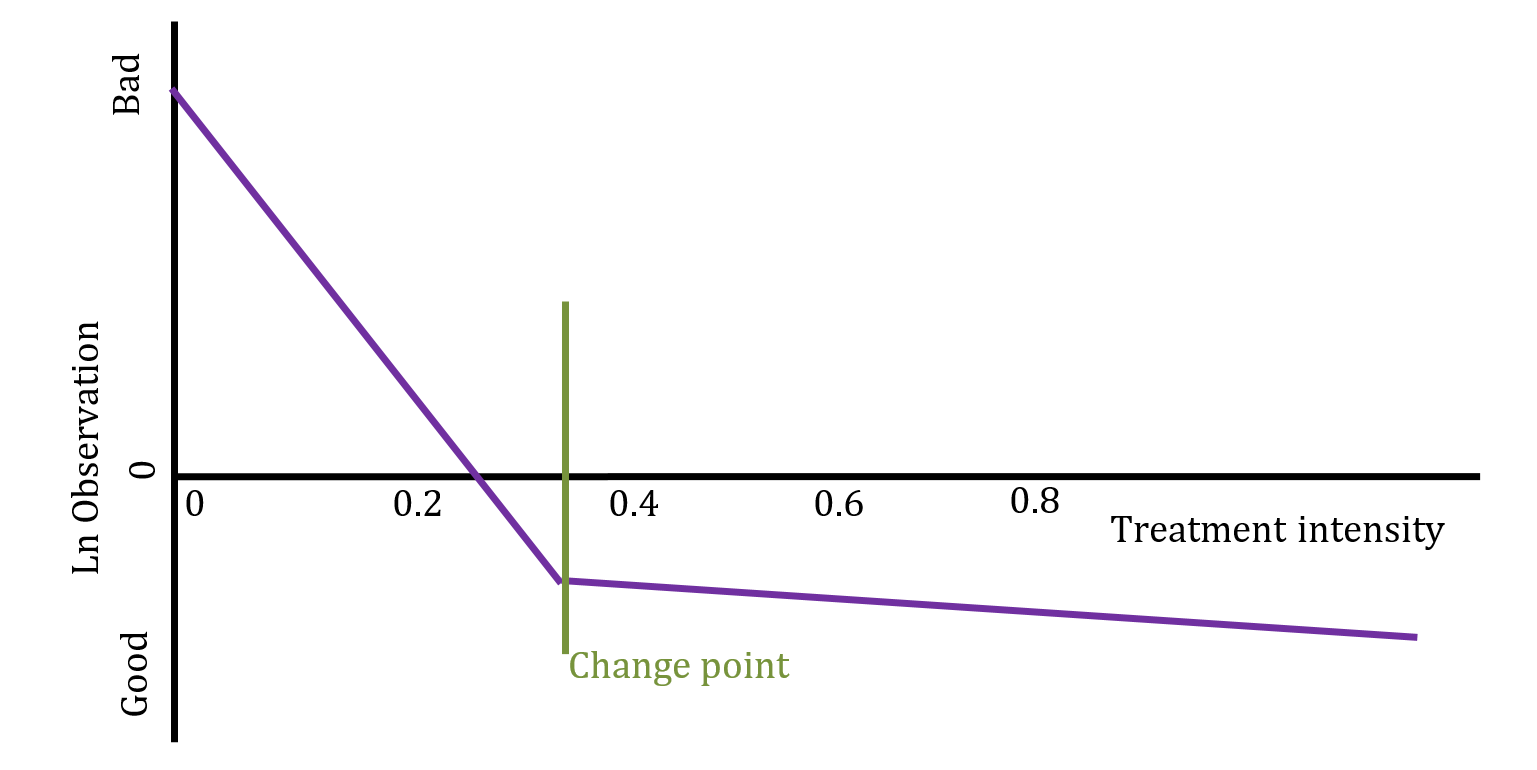 Bad
Ln Observation
0
Good
0
0.2
0.4
0.6
0.8
Treatment intensity
Change point